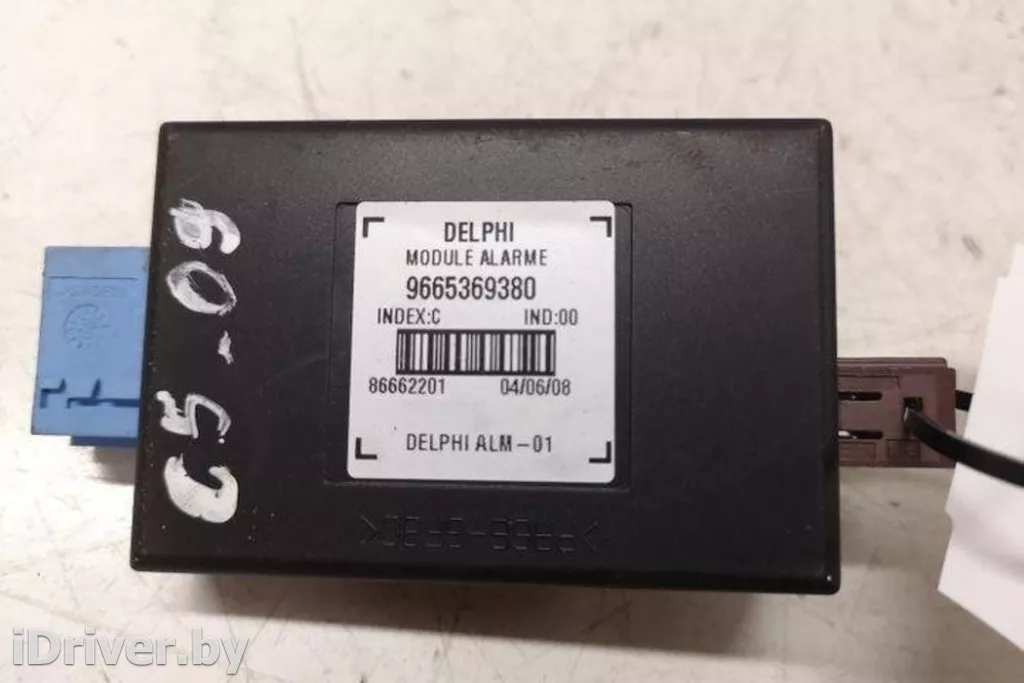 DELPHI
MODULE ALARME
9665369380
INDEX:C IND:00
86662201 04/06/08
DELPHI ALM-01
C5-09
iDriver.by